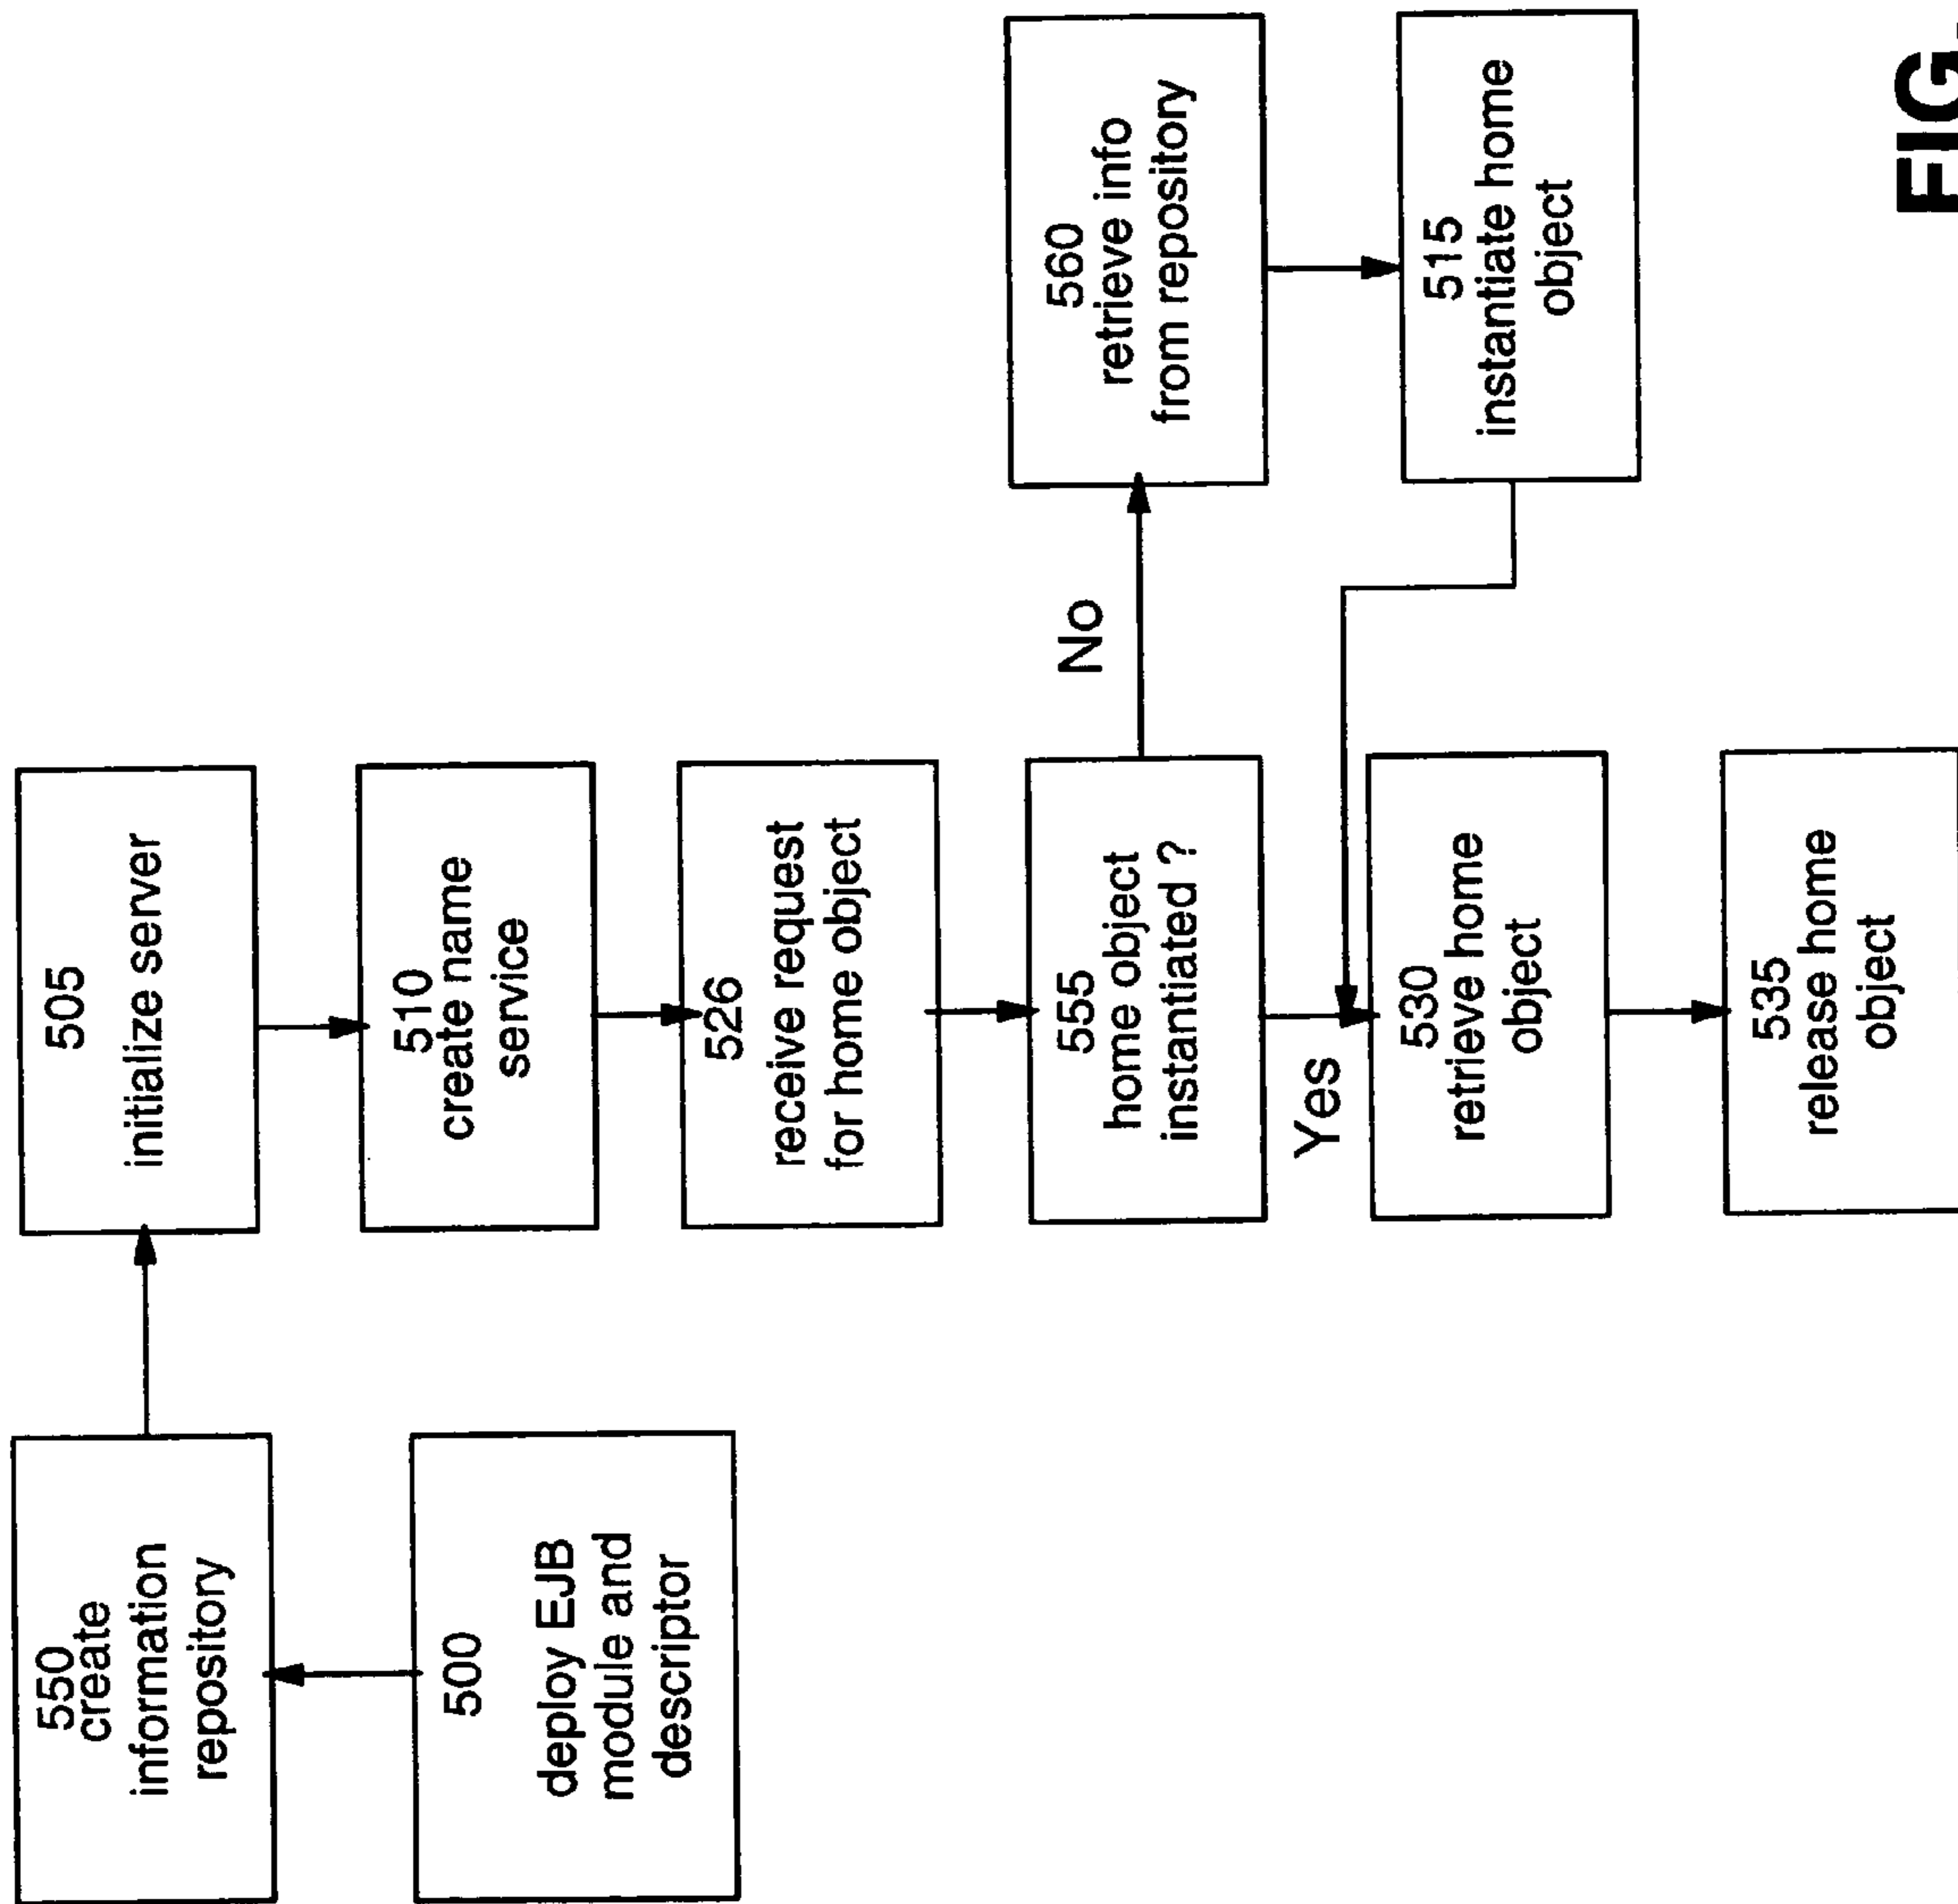 550
create
information
repository
500
deploy EJB
module and
descriptor
505
initialize server
510
create name
service
526
receive request
for home object
555
home object
instantiated ?
Yes
No
530
retrieve home
object
535
release home
object
560
retrieve info
from repository
515
instantiate home
object
FIG.